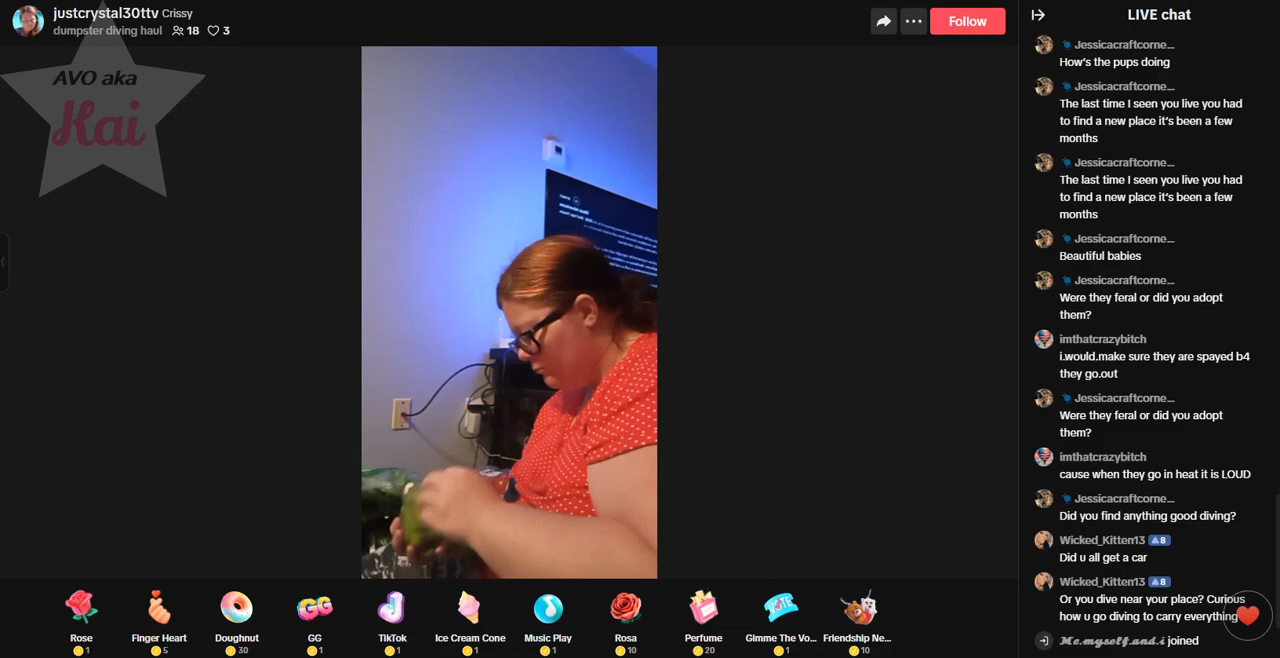 justcrystal30ttv Crissy
dumpster diving haul 18 3
Follow
AVO aka
Kai
LIVE chat
Jessicacraftcorne...
How's the pups doing
Jessicacraftcorne...
The last time I seen you live you had
to find a new place it's been a few
months
Jessicacraftcorne...
The last time I seen you live you had
to find a new place it's been a few
months
Jessicacraftcorne...
Beautiful babies
Jessicacraftcorne...
Were they feral or did you adopt
them?
imthatcrazybitch
i.would.make sure they are spayed b4
they go.out
Jessicacraftcorne...
Were they feral or did you adopt
them?
imthatcrazybitch
cause when they go in heat it is LOUD
Jessicacraftcorne...
Did you find anything good diving?
Wicked_Kitten13 8
Did u all get a car
Wicked_Kitten13 8
Or you dive near your place? Curious
how u go diving to carry everything
Me.myself.and.i joined
GG
VOTE
Rose Finger Heart Doughnut GG TikTok Ice Cream Cone Music Play Rosa Perfume Gimme The Vo... Friendship Ne...
1 5 30 1 1 1 1 10 20 1 10